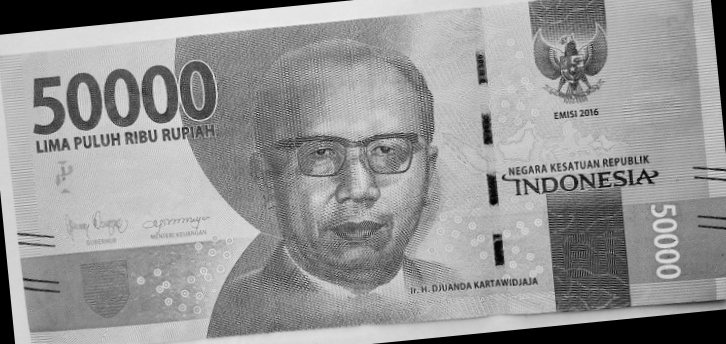 50000
LIMA PULUH RIBU RUPIAH
GUBERNUR
MENTERI KEUANGAN
EMISI 2016
NEGARA KESATUAN REPUBLIK
INDONESIA
50000
Ir. H. DJUANDA KARTAWIDJAJA